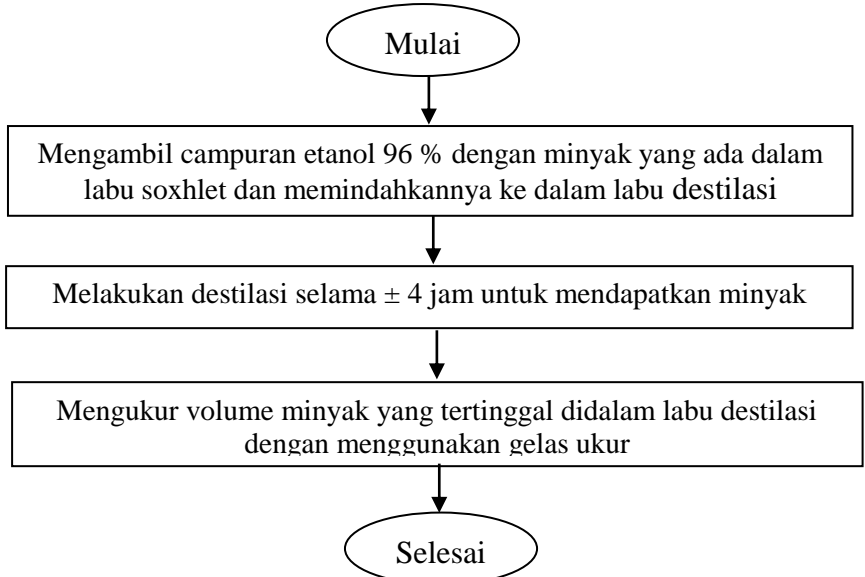 Mulai
Mengambil campuran etanol 96 % dengan minyak yang ada dalam
labu soxhlet dan memindahkannya ke dalam labu destilasi
Melakukan destilasi selama ± 4 jam untuk mendapatkan minyak
Mengukur volume minyak yang tertinggal didalam labu destilasi
dengan menggunakan gelas ukur
Selesai